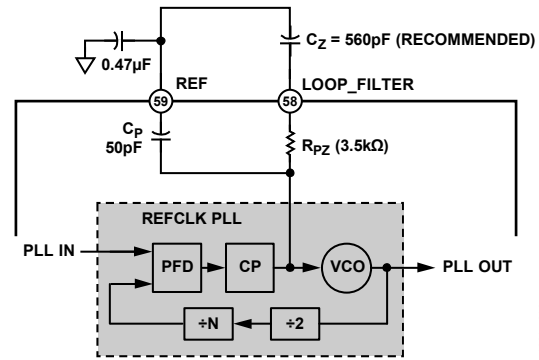 C_Z = 560pF (RECOMMENDED)
0.47µF
REF
LOOP_FILTER
59
58
C_P
50pF
R_PZ (3.5kΩ)
REFCLK PLL
PLL IN
PFD
CP
VCO
PLL OUT
÷N
÷2